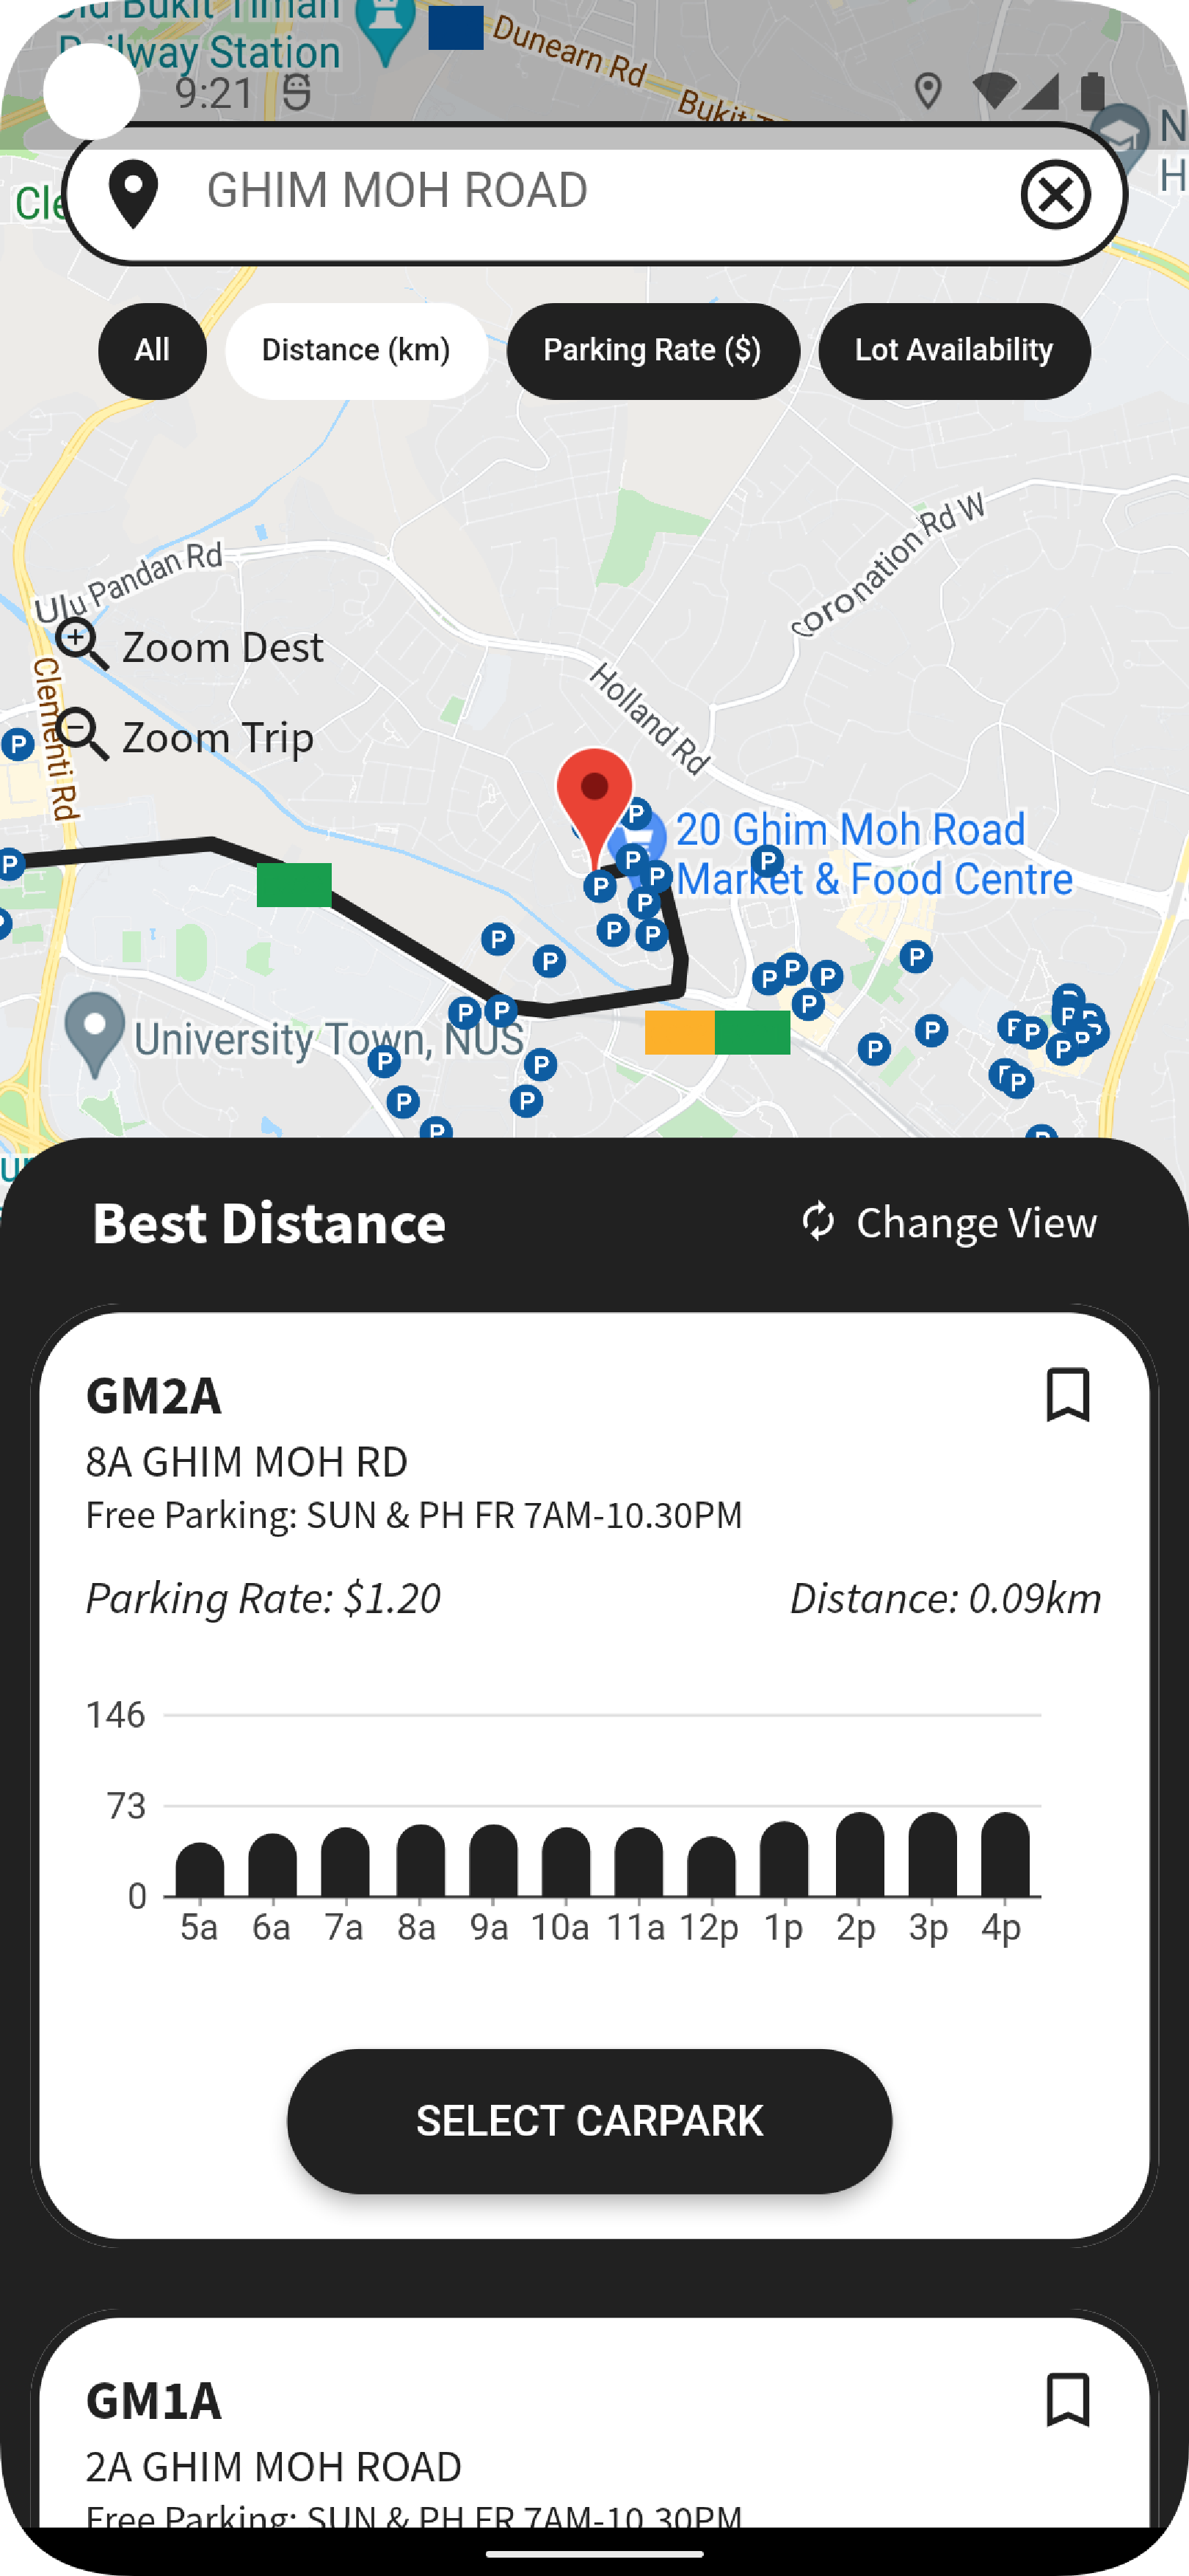 Bukit Timah
Railway Station
Dunearn Rd
9:21
GHIM MOH ROAD
All
Distance (km)
Parking Rate ($)
Lot Availability
Coronation Rd W
Ulu Pandan Rd
Zoom Dest
Holland Rd
Clementi Rd
Zoom Trip
20 Ghim Moh Road
Market & Food Centre
University Town, NUS
Best Distance
Change View
GM2A
8A GHIM MOH RD
Free Parking: SUN & PH FR 7AM-10.30PM
Parking Rate: $1.20
Distance: 0.09km
146
73
0
5a 6a 7a 8a 9a 10a 11a 12p 1p 2p 3p 4p
SELECT CARPARK
GM1A
2A GHIM MOH ROAD
Free Parking: SUN & PH FR 7AM-10.30PM